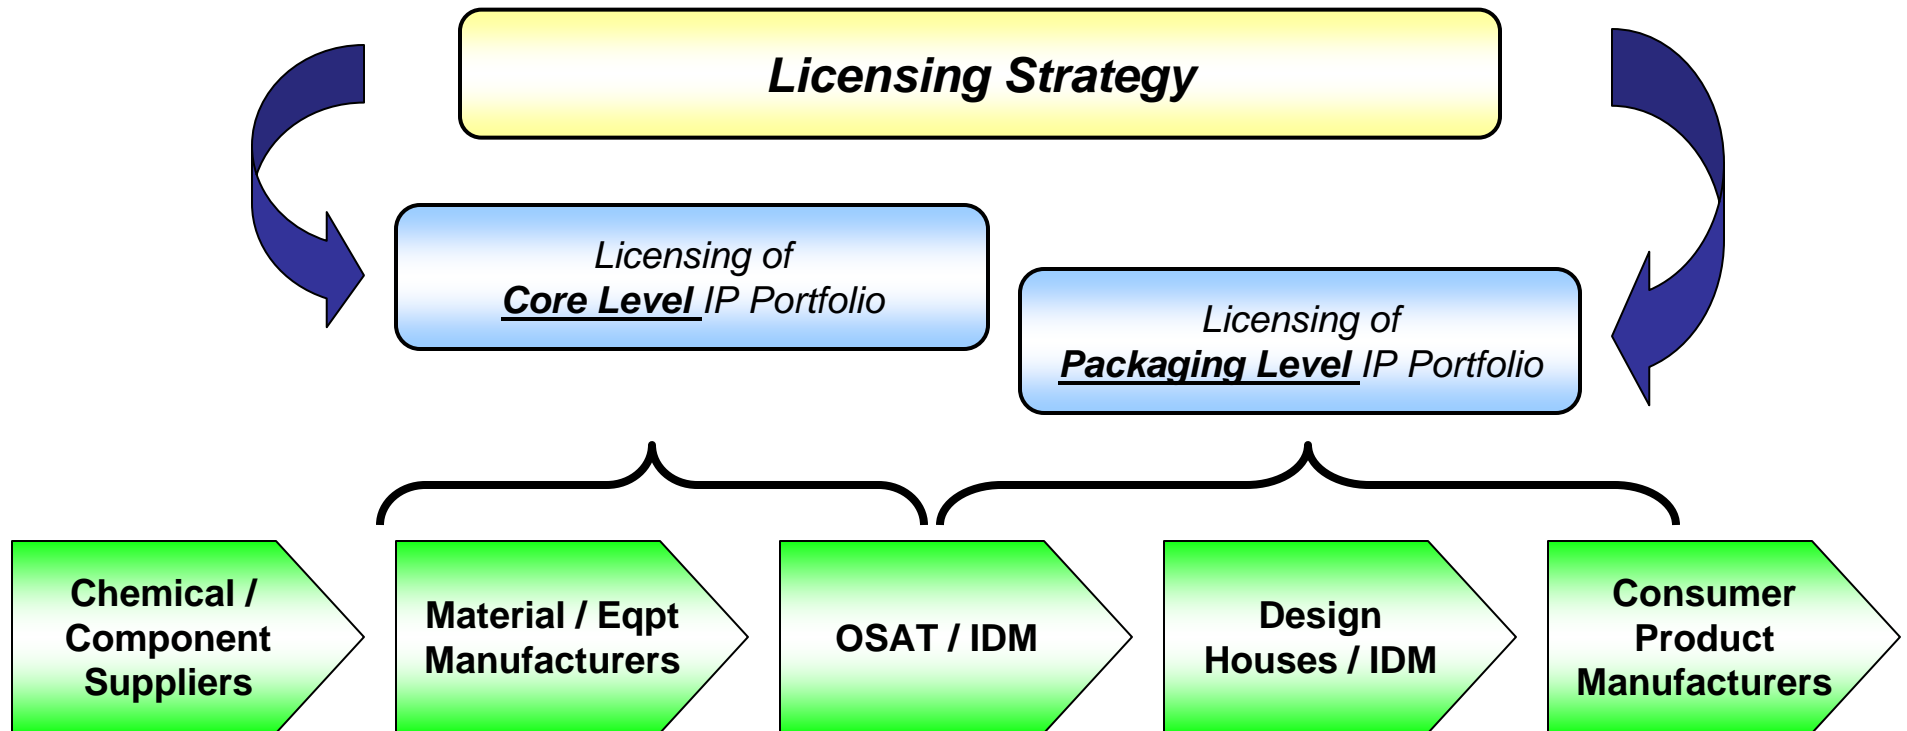 Licensing Strategy
Licensing of
Core Level IP Portfolio
Licensing of
Packaging Level IP Portfolio
Chemical /
Component
Suppliers
Material / Eqpt
Manufacturers
OSAT / IDM
Design
Houses / IDM
Consumer
Product
Manufacturers